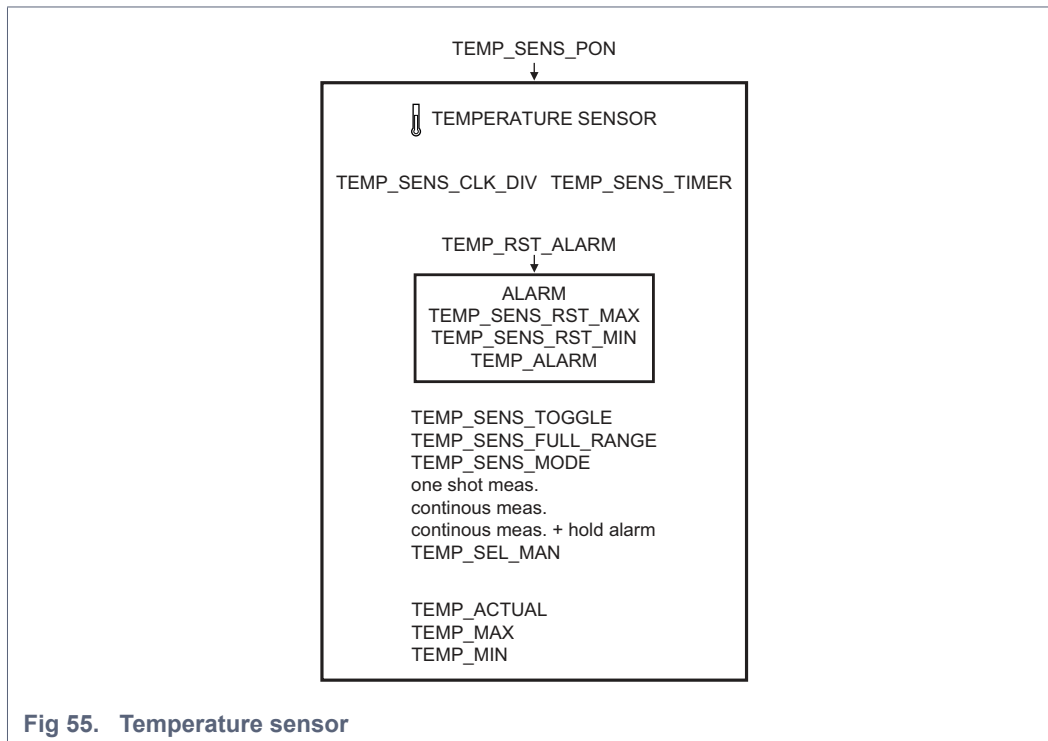 TEMP_SENS_PON
TEMPERATURE SENSOR
TEMP_SENS_CLK_DIV TEMP_SENS_TIMER
TEMP_RST_ALARM
ALARM
TEMP_SENS_RST_MAX
TEMP_SENS_RST_MIN
TEMP_ALARM
TEMP_SENS_TOGGLE
TEMP_SENS_FULL_RANGE
TEMP_SENS_MODE
one shot meas.
continous meas.
continous meas. + hold alarm
TEMP_SEL_MAN
TEMP_ACTUAL
TEMP_MAX
TEMP_MIN
Fig 55. Temperature sensor